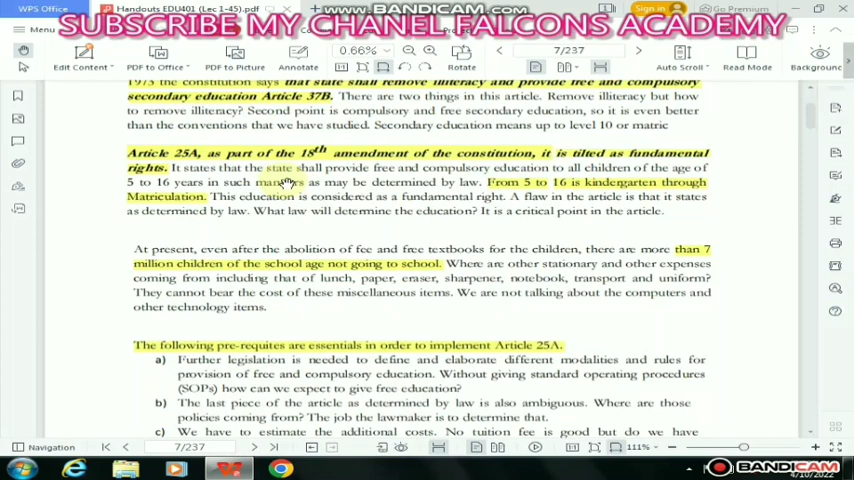 www.BANDICAM.com
WPS Office
Handouts EDU401 (Lec 1-45).pdf
Sign in
Go Premium
SUBSCRIBE MY CHANEL FALCONS ACADEMY
Menu
0.66%
7/237
Edit Content
PDF to Office
PDF to Picture
Annotate
Rotate
Auto Scroll
Read Mode
Background
1973 the constitution says that state shall remove illiteracy and provide free and compulsory
secondary education Article 37B. There are two things in this article. Remove illiteracy but how
to remove illiteracy? Second point is compulsory and free secondary education, so it is even better
than the conventions that we have studied. Secondary education means up to level 10 or matric
Article 25A, as part of the 18th amendment of the constitution, it is tilted as fundamental
rights. It states that the state shall provide free and compulsory education to all children of the age of
5 to 16 years in such manners as may be determined by law. From 5 to 16 is kindergarten through
Matriculation. This education is considered as a fundamental right. A flaw in the article is that it states
as determined by law. What law will determine the education? It is a critical point in the article.
At present, even after the abolition of fee and free textbooks for the children, there are more than 7
million children of the school age not going to school. Where are other stationary and other expenses
coming from including that of lunch, paper, eraser, sharpener, notebook, transport and uniform?
They cannot bear the cost of these miscellaneous items. We are not talking about the computers and
other technology items.
The following pre-requites are essentials in order to implement Article 25A.
a) Further legislation is needed to define and elaborate different modalities and rules for
provision of free and compulsory education. Without giving standard operating procedures
(SOPs) how can we expect to give free education?
b) The last piece of the article as determined by law is also ambiguous. Where are those
policies coming from? The job the lawmaker is to determine that.
c) We have to estimate the additional costs. No tuition fee is good but do we have
Navigation
7/237
111%
BANDICAM
4/10/2022